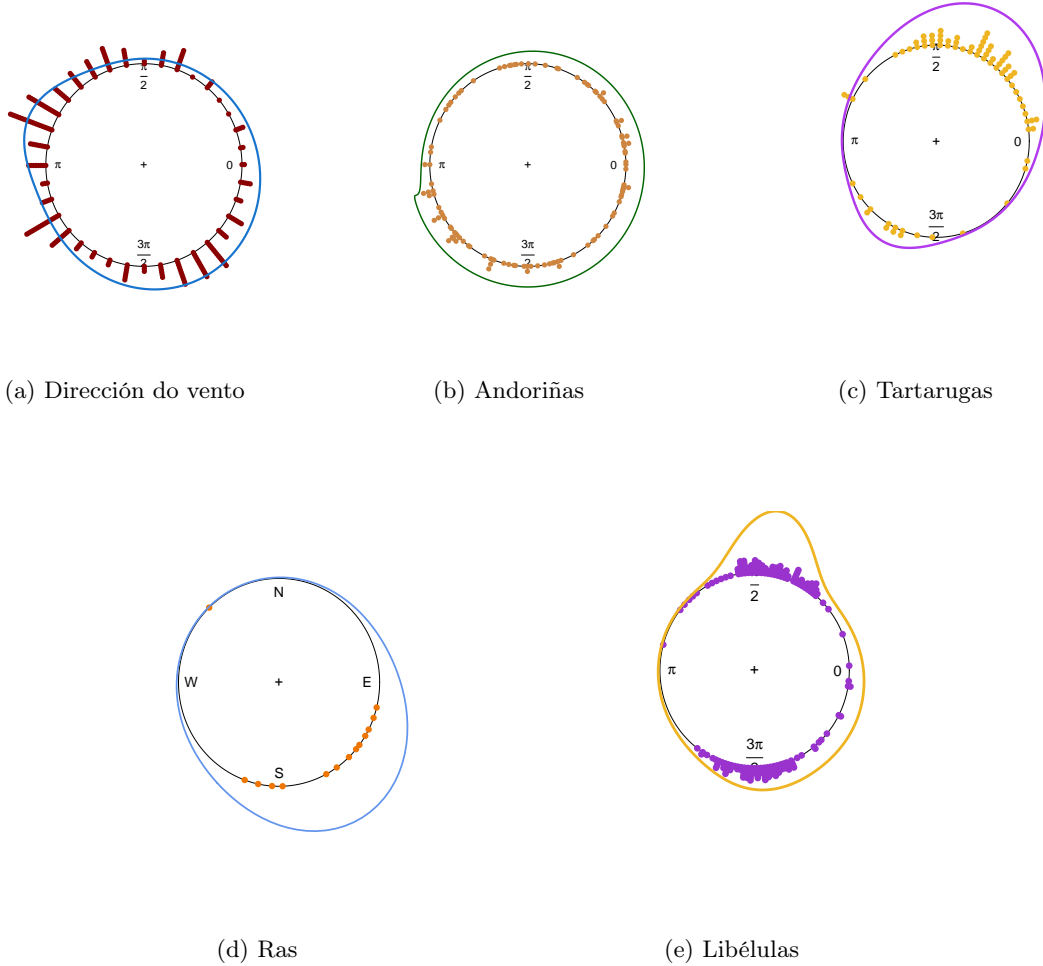 π
2
π
+
0
3π
2
π
2
π
+
0
3π
2
π
2
π
+
0
3π
2
(a) Dirección do vento
(b) Andoriñas
(c) Tartarugas
N
W
+
E
S
2
π
+
0
3π
(d) Ras
(e) Libélulas